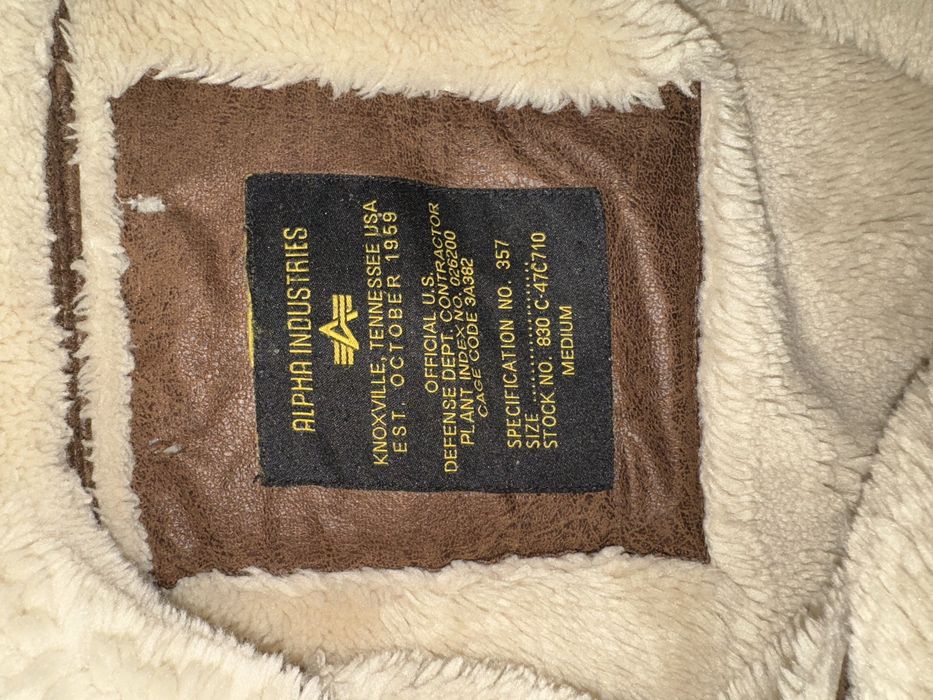 ALPHA INDUSTRIES
KNOXVILLE, TENNESSEE USA
EST. OCTOBER 1959
OFFICIAL U.S.
DEFENSE DEPT. CONTRACTOR
PLANT INDEX NO. 026200
CAGE CODE 3A382
SPECIFICATION NO. 357
SIZE ........................
STOCK NO. 830 C-47C710
MEDIUM